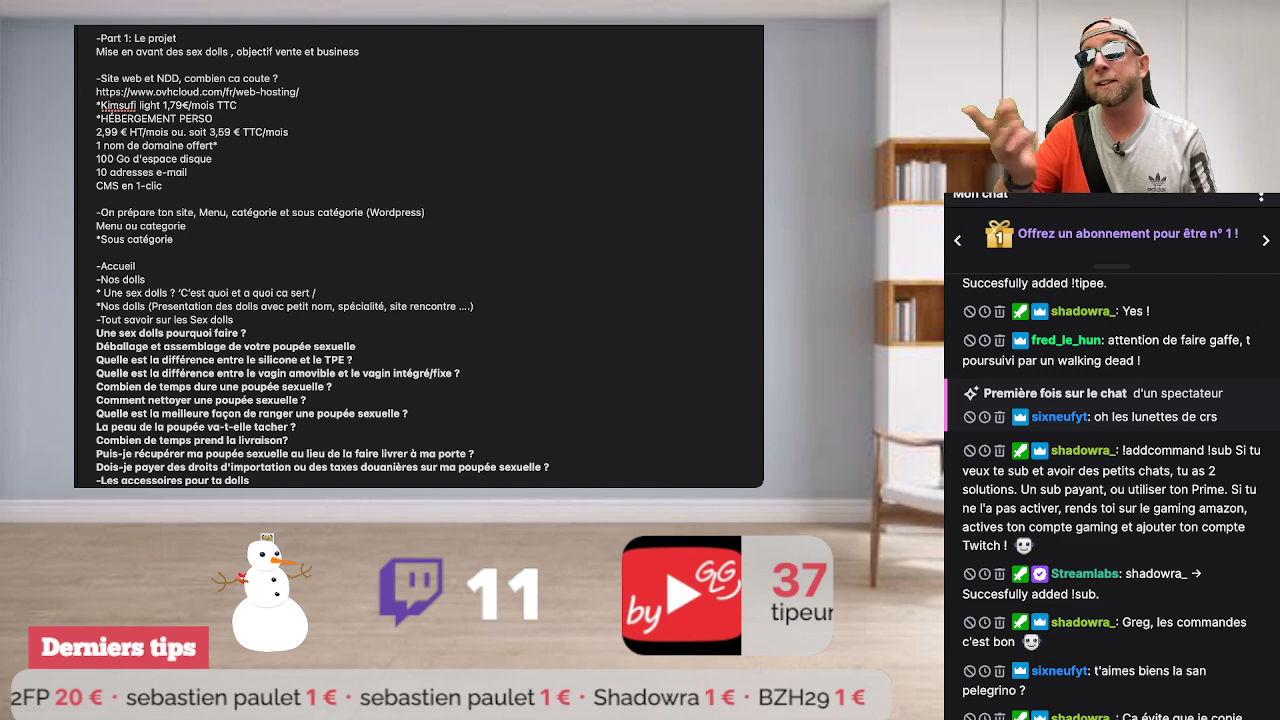 -Part 1: Le projet
Mise en avant des sex dolls , objectif vente et business
-Site web et NDD, combien ca coute ?
https://www.ovhcloud.com/fr/web-hosting/
*Kimsufi light 1,79€/mois TTC
*HÉBERGEMENT PERSO
2,99 € HT/mois ou. soit 3,59 € TTC/mois
1 nom de domaine offert*
100 Go d'espace disque
10 adresses e-mail
CMS en 1-clic
-On prépare ton site, Menu, catégorie et sous catégorie (Wordpress)
Menu ou categorie
*Sous catégorie
-Accueil
-Nos dolls
* Une sex dolls ? ‘C'est quoi et a quoi ca sert /
*Nos dolls (Presentation des dolls avec petit nom, spécialité, site rencontre ....)
-Tout savoir sur les Sex dolls
Une sex dolls pourquoi faire ?
Déballage et assemblage de votre poupée sexuelle
Quelle est la différence entre le silicone et le TPE ?
Quelle est la différence entre le vagin amovible et le vagin intégré/fixe ?
Combien de temps dure une poupée sexuelle ?
Comment nettoyer une poupée sexuelle ?
Quelle est la meilleure façon de ranger une poupée sexuelle ?
La peau de la poupée va-t-elle tacher ?
Combien de temps prend la livraison?
Puis-je récupérer ma poupée sexuelle au lieu de la faire livrer à ma porte ?
Dois-je payer des droits d'importation ou des taxes douanières sur ma poupée sexuelle ?
-Les accessoires pour ta dolls
adidas
Mon chat
1
Offrez un abonnement pour être n° 1 !
Succesfully added !tipee.
shadowra_: Yes !
fred_le_hun: attention de faire gaffe, t
poursuivi par un walking dead !
Première fois sur le chat d'un spectateur
sixneufyt: oh les lunettes de crs
shadowra_: !addcommand !sub Si tu
veux te sub et avoir des petits chats, tu as 2
solutions. Un sub payant, ou utiliser ton Prime. Si tu
ne l'a pas activer, rends toi sur le gaming amazon,
actives ton compte gaming et ajouter ton compte
Twitch !
Streamlabs: shadowra_ ->
Succesfully added !sub.
shadowra_: Greg, les commandes
c'est bon
sixneufyt: t'aimes biens la san
pelegrino ?
shadowra_: Ça évite que je copie
11
by GLG
37
tipeur
Derniers tips
2FP 20 € · sebastien paulet 1 € · sebastien paulet 1 € · Shadowra 1 € · BZH29 1 €